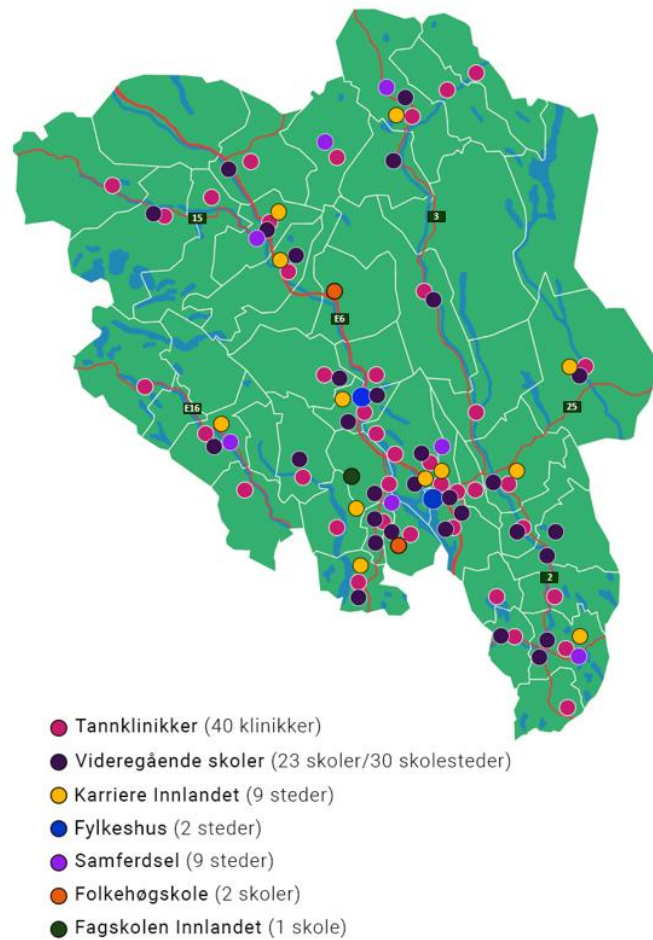 3
15
E6
E16
25
2
Tannklinikker (40 klinikker)
Videregående skoler (23 skoler/30 skolesteder)
Karriere Innlandet (9 steder)
Fylkeshus (2 steder)
Samferdsel (9 steder)
Folkehøgskole (2 skoler)
Fagskolen Innlandet (1 skole)